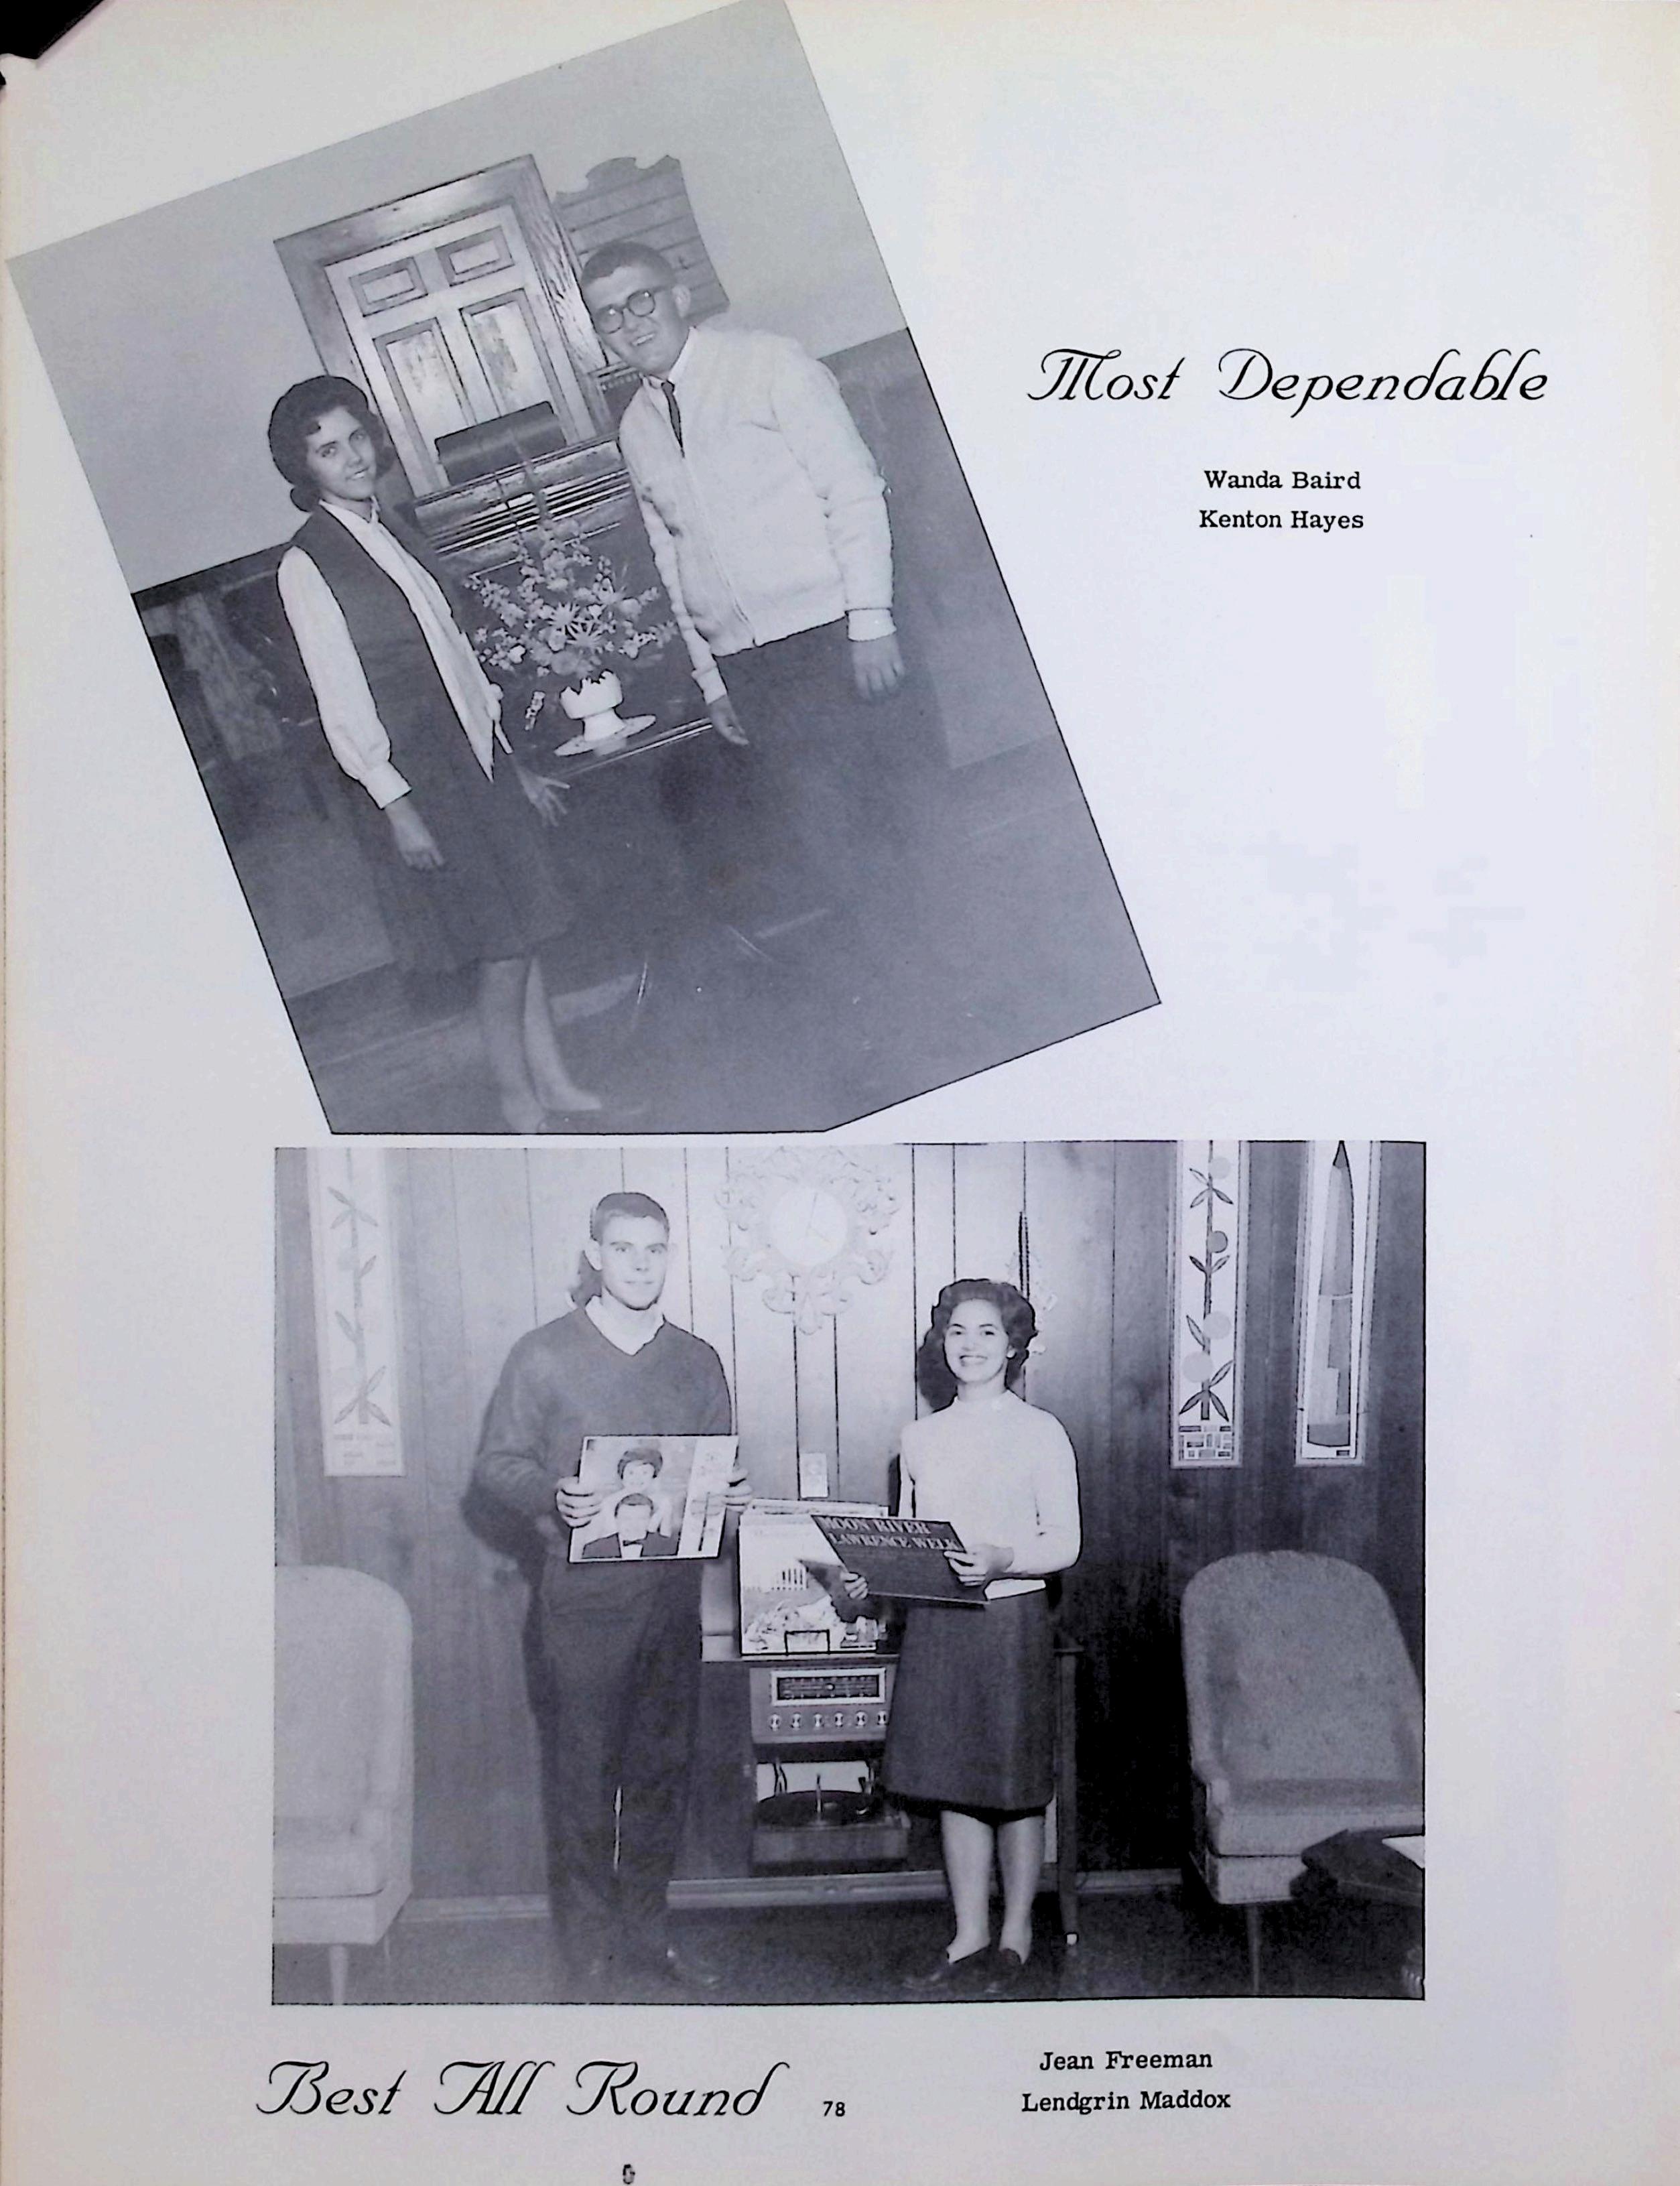 Most Dependable
Wanda Baird
Kenton Hayes
MOON RIVER
LAWRENCE WELK
Jean Freeman
Lendgrin Maddox
Best All Round
78